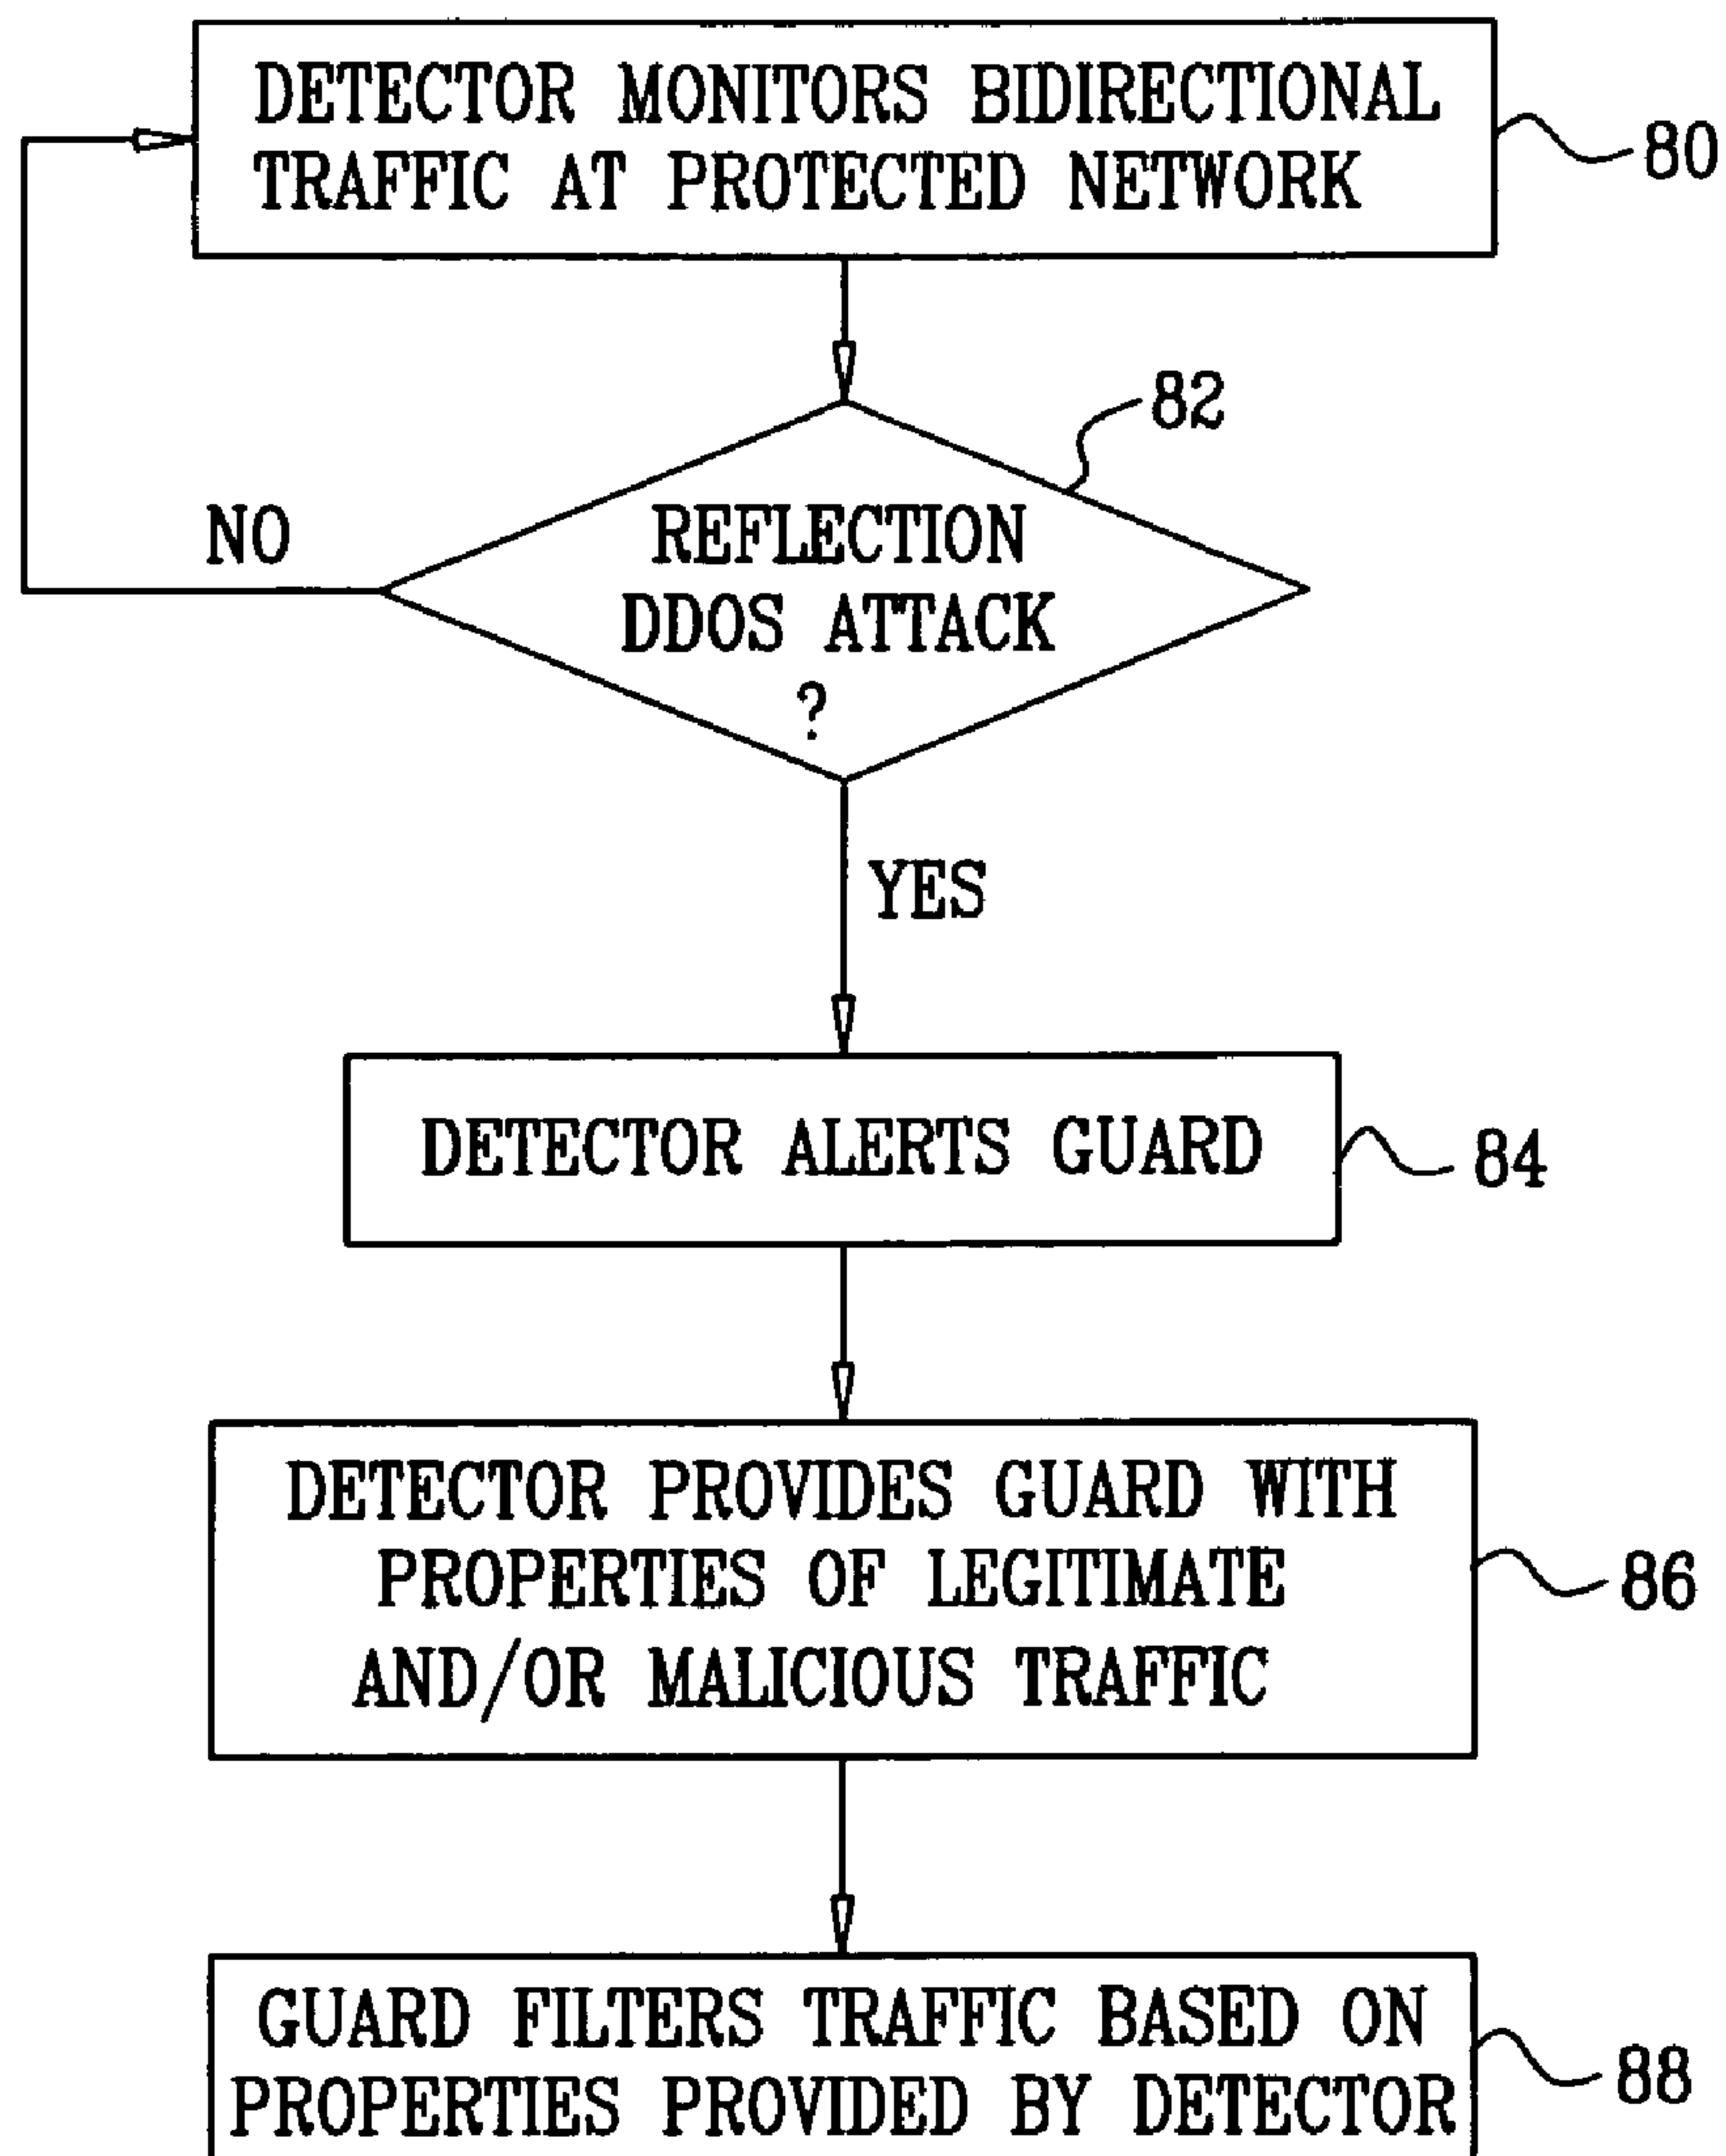 DETECTOR MONITORS BIDIRECTIONAL
TRAFFIC AT PROTECTED NETWORK
80
82
REFLECTION
DDOS ATTACK
?
NO
YES
DETECTOR ALERTS GUARD
84
DETECTOR PROVIDES GUARD WITH
PROPERTIES OF LEGITIMATE
AND/OR MALICIOUS TRAFFIC
86
GUARD FILTERS TRAFFIC BASED ON
PROPERTIES PROVIDED BY DETECTOR
88